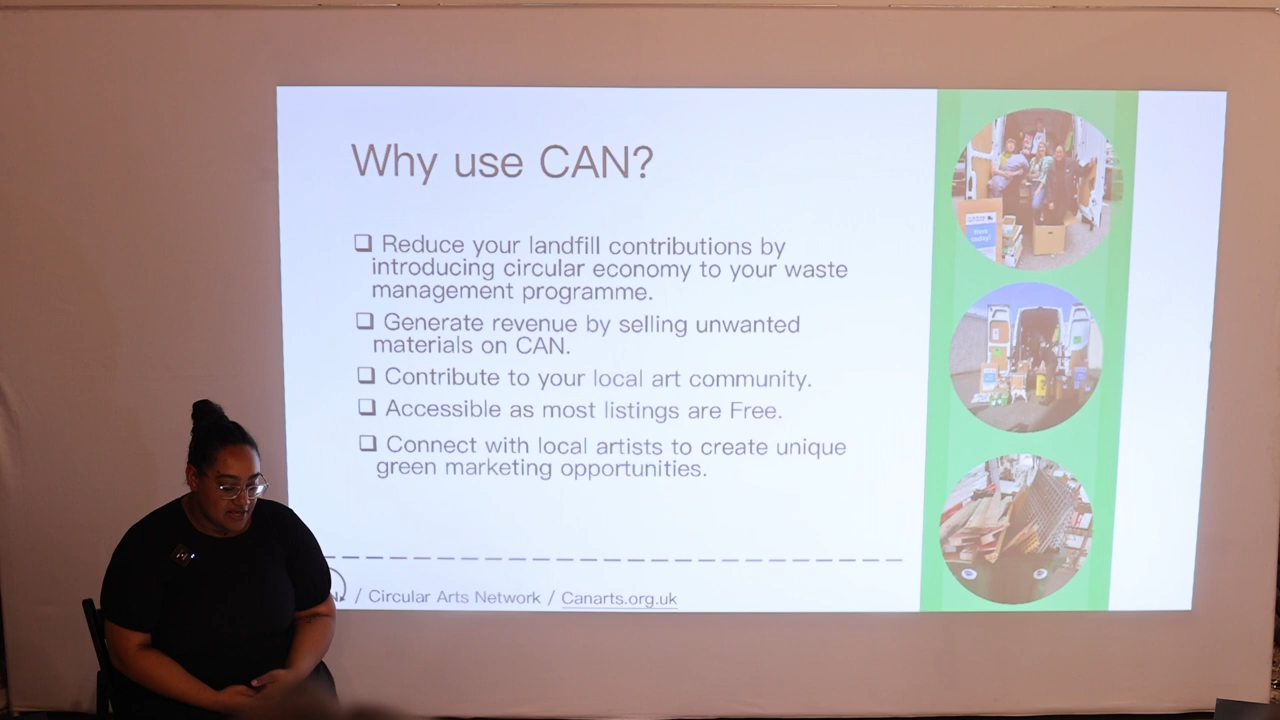 Why use CAN?
❑ Reduce your landfill contributions by
introducing circular economy to your waste
management programme.
❑ Generate revenue by selling unwanted
materials on CAN.
❑ Contribute to your local art community.
❑ Accessible as most listings are Free.
❑ Connect with local artists to create unique
green marketing opportunities.
/ Circular Arts Network / Canarts.org.uk